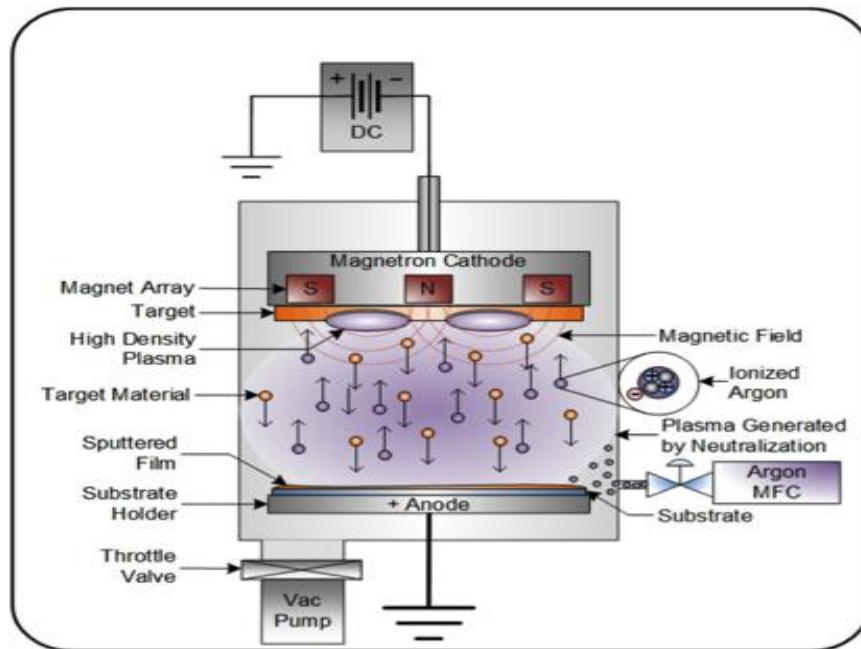 + −
DC
Magnetron Cathode
Magnet Array
S
N
S
Target
High Density
Plasma
Magnetic Field
Ionized
Argon
Target Material
Plasma Generated
by Neutralization
Sputtered
Film
Argon
MFC
Substrate
Holder
+ Anode
Substrate
Throttle
Valve
Vac
Pump